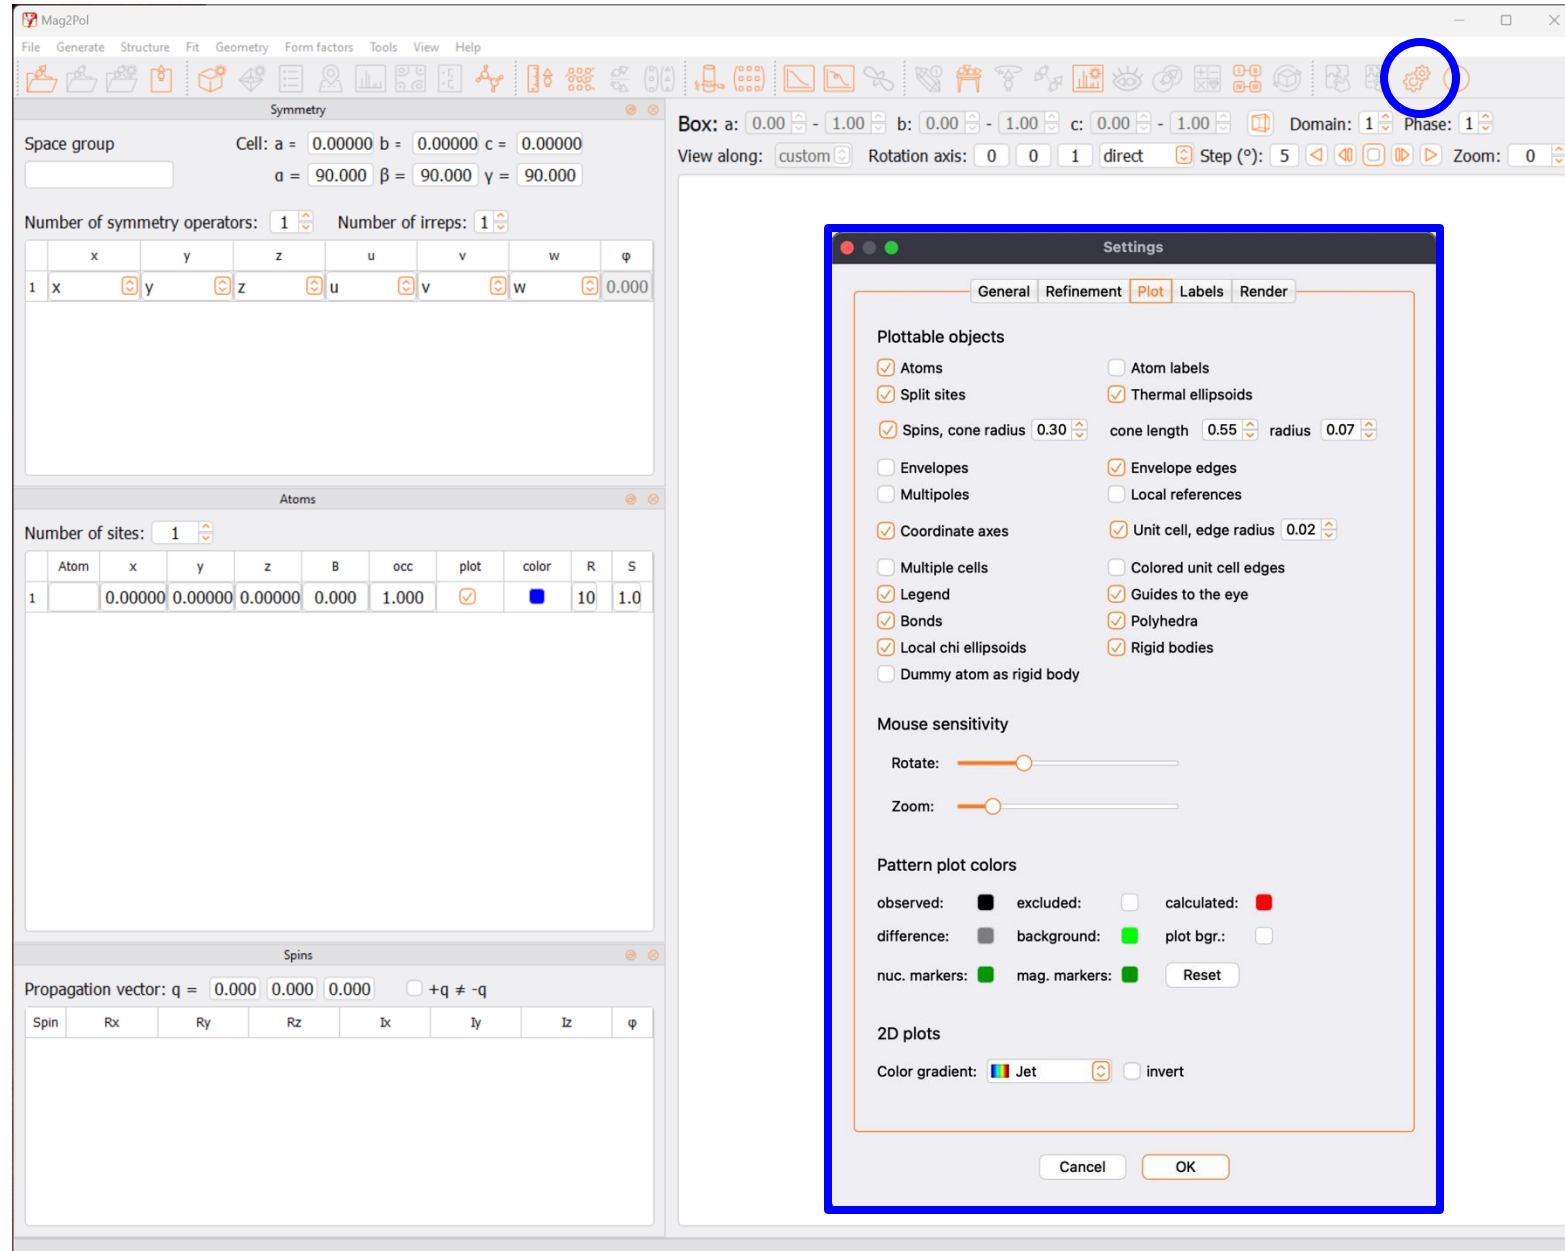 Mag2Pol
File Generate Structure Fit Geometry Form factors Tools View Help
Symmetry
Space group
Cell: a = 0.00000 b = 0.00000 c = 0.00000
α = 90.000 β = 90.000 γ = 90.000
Number of symmetry operators: 1 Number of irreps: 1
x y z u v w φ
1 x y z u v w 0.000
Atoms
Number of sites: 1
Atom x y z B occ plot color R S
1 0.00000 0.00000 0.00000 0.000 1.000 10 1.0
Spins
Propagation vector: q = 0.000 0.000 0.000 +q ≠ -q
Spin Rx Ry Rz Ix Iy Iz φ
Box: a: 0.00 - 1.00 b: 0.00 - 1.00 c: 0.00 - 1.00 Domain: 1 Phase: 1
View along: custom Rotation axis: 0 0 1 direct Step (°): 5 Zoom: 0
Settings
General Refinement Plot Labels Render
Plottable objects
Atoms Atom labels
Split sites Thermal ellipsoids
Spins, cone radius 0.30 cone length 0.55 radius 0.07
Envelopes Envelope edges
Multipoles Local references
Coordinate axes Unit cell, edge radius 0.02
Multiple cells Colored unit cell edges
Legend Guides to the eye
Bonds Polyhedra
Local chi ellipsoids Rigid bodies
Dummy atom as rigid body
Mouse sensitivity
Rotate:
Zoom:
Pattern plot colors
observed: excluded: calculated:
difference: background: plot bgr.:
nuc. markers: mag. markers: Reset
2D plots
Color gradient: Jet invert
Cancel OK